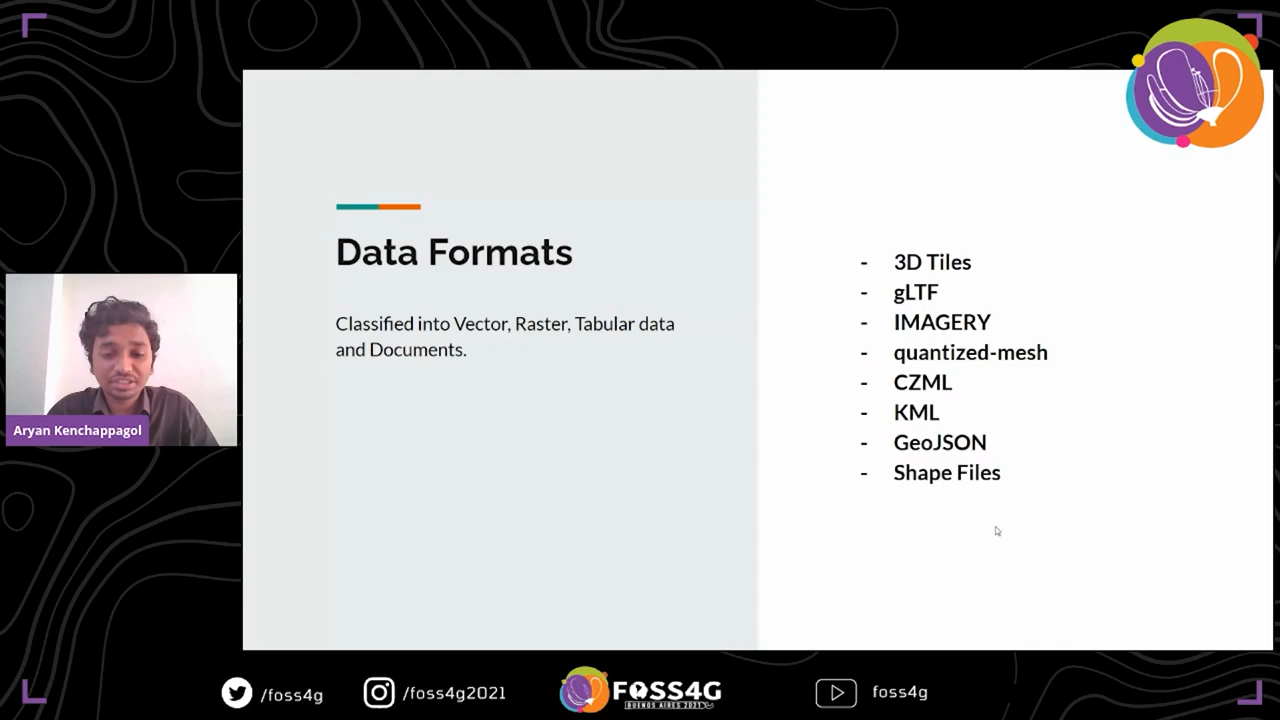 Data Formats
Classified into Vector, Raster, Tabular data
and Documents.
- 3D Tiles
- gLTF
- IMAGERY
- quantized-mesh
- CZML
- KML
- GeoJSON
- Shape Files
Aryan Kenchappagol
/foss4g
/foss4g2021
FOSS4G
BUENOS AIRES 2021
foss4g